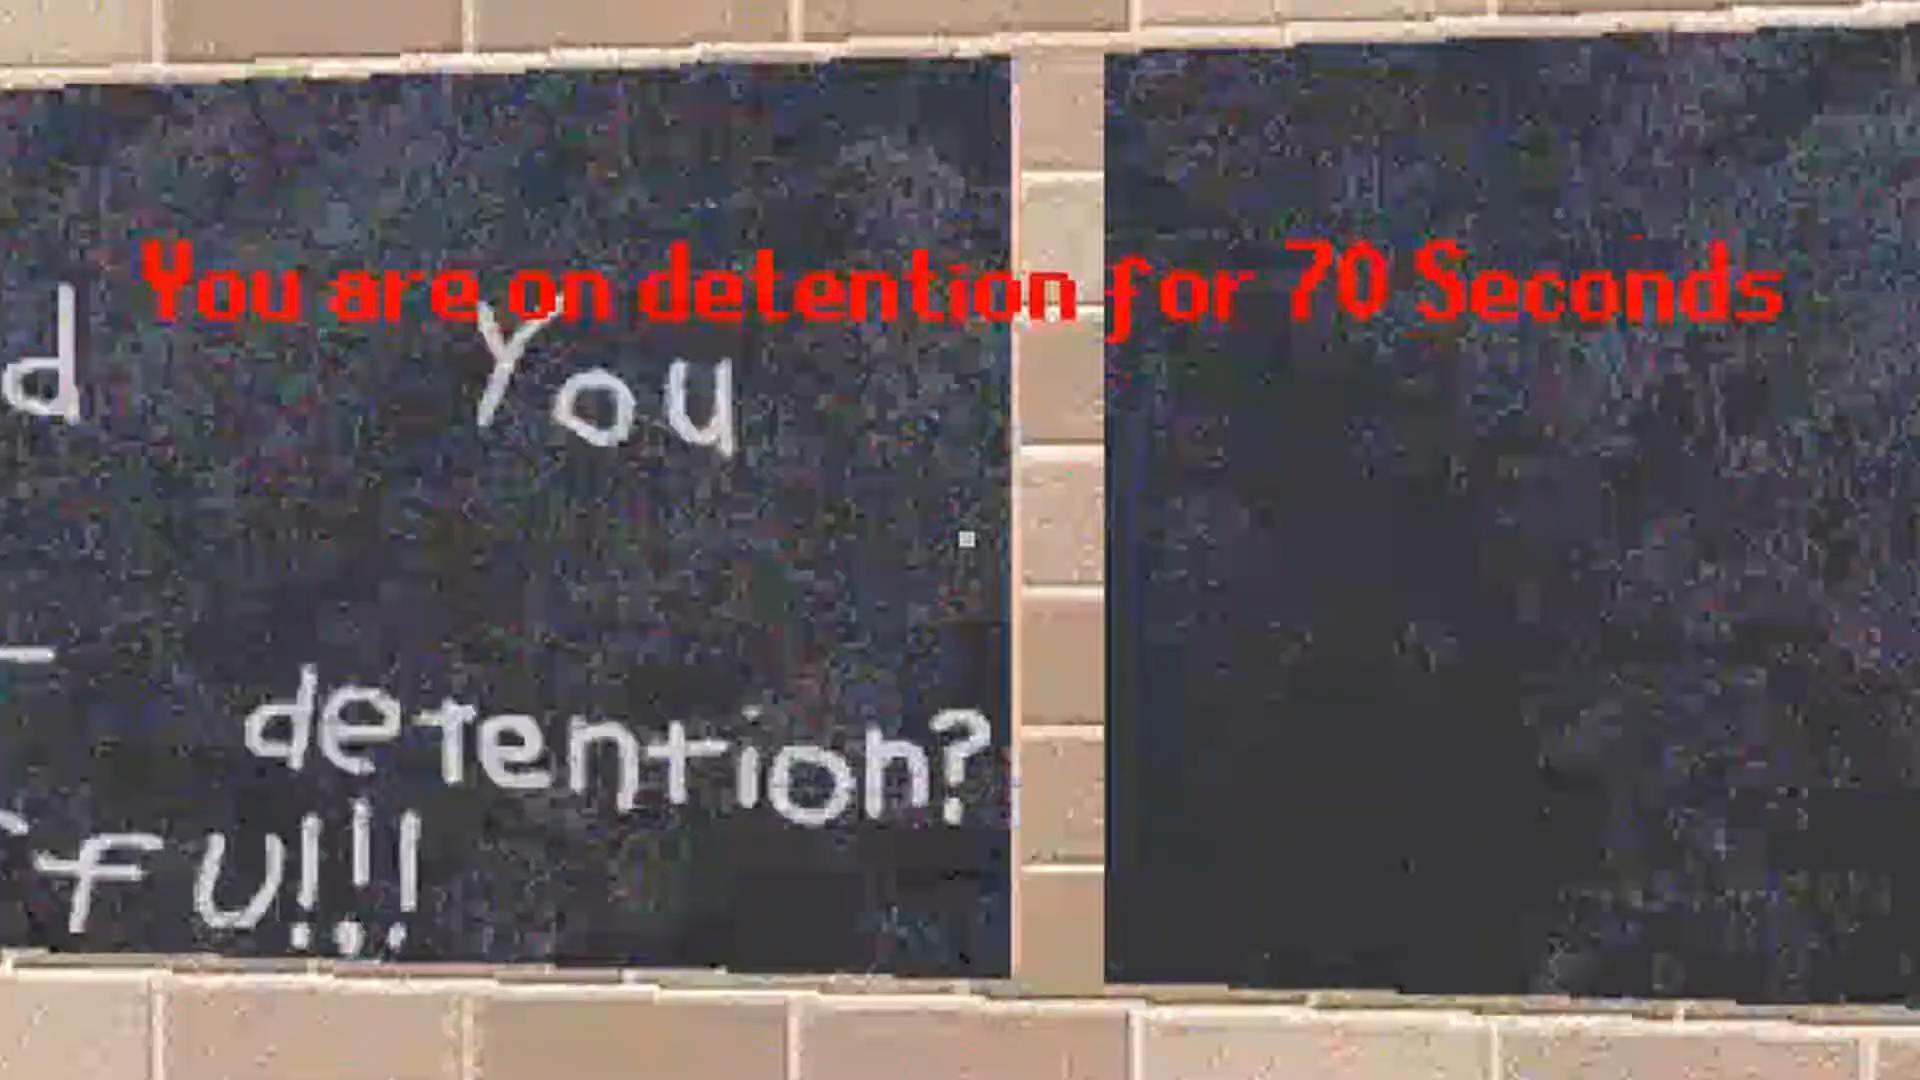 You are on detention for 70 Seconds
d You
detention?
FU!!!